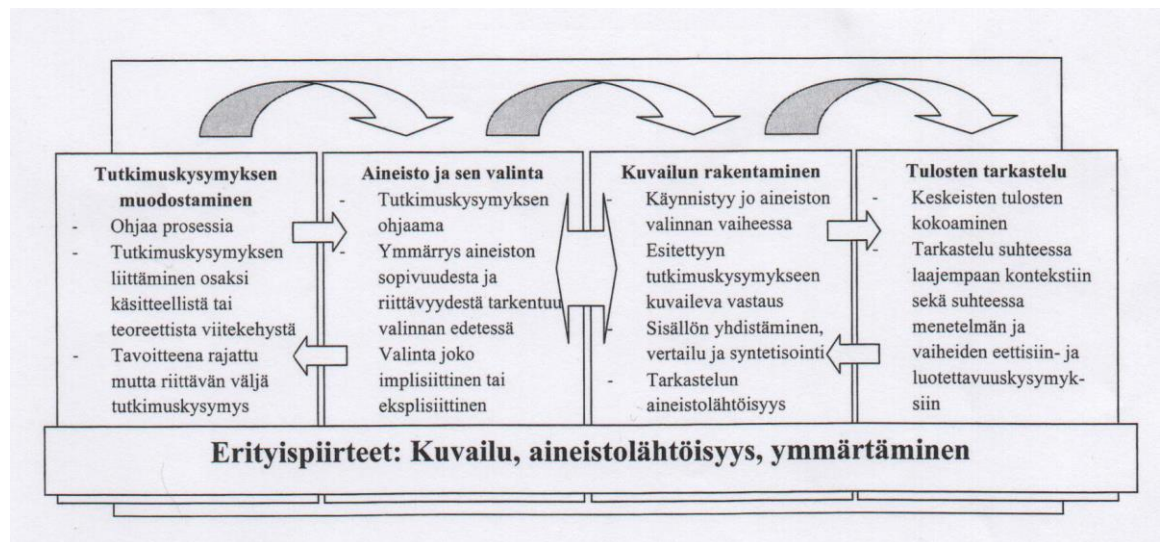 Tutkimuskysymyksen
muodostaminen
- Ohjaa prosessia
- Tutkimuskysymyksen
liittäminen osaksi
käsitteellistä tai
teoreettista viitekehystä
- Tavoitteena rajattu
mutta riittävän väljä
tutkimuskysymys
Aineisto ja sen valinta
- Tutkimuskysymyksen
ohjaama
- Ymmärrys aineiston
sopivuudesta ja
riittävyydestä tarkentuu
valinnan edetessä
- Valinta joko
implisiittinen tai
eksplisiittinen
Kuvailun rakentaminen
- Käynnistyy jo aineiston
valinnan vaiheessa
- Esitettyyn
tutkimuskysymykseen
kuvaileva vastaus
- Sisällön yhdistäminen,
vertailu ja syntetisointi
- Tarkastelun
aineistolähtöisyys
Tulosten tarkastelu
- Keskeisten tulosten
kokoaminen
- Tarkastelu suhteessa
laajempaan kontekstiin
sekä suhteessa
menetelmän ja
vaiheiden eettisiin- ja
luotettavuuskysymyk-
siin
Erityispiirteet: Kuvailu, aineistolähtöisyys, ymmärtäminen